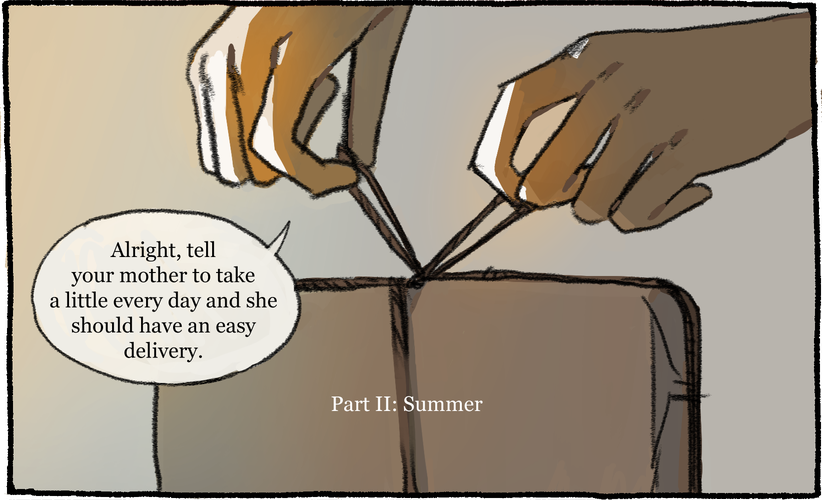 Alright, tell
your mother to take
a little every day and she
should have an easy
delivery.
Part II: Summer